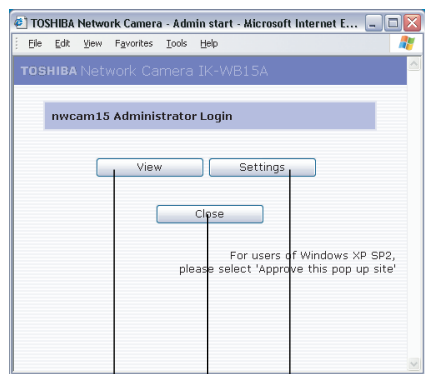 TOSHIBA Network Camera - Admin start - Microsoft Internet E...
File Edit View Favorites Tools Help
TOSHIBA Network Camera IK-WB15A
nwcam15 Administrator Login
View Settings
Close
For users of Windows XP SP2,
please select 'Approve this pop up site'